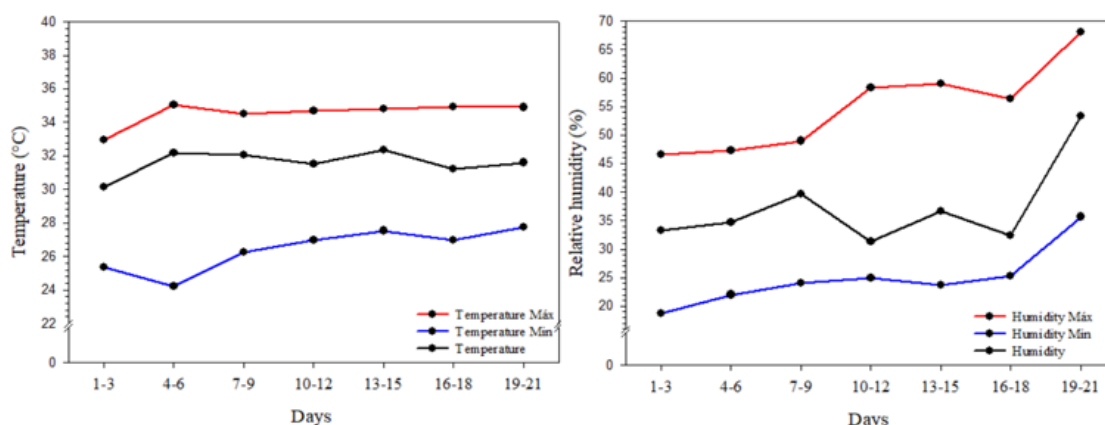 40
38
36
34
32
30
28
26
24
22
0
Temperature (°C)
Temperature Máx
Temperature Min
Temperature
1-3 4-6 7-9 10-12 13-15 16-18 19-21
Days
70
65
60
55
50
45
40
35
30
25
20
0
Relative humidity (%)
Humidity Máx
Humidity Min
Humidity
1-3 4-6 7-9 10-12 13-15 16-18 19-21
Days